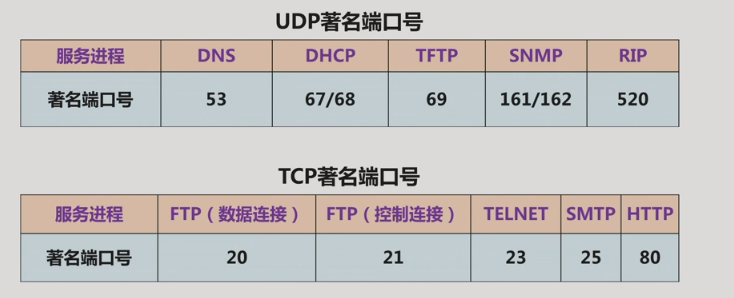 UDP著名端口号
服务进程 DNS DHCP TFTP SNMP RIP
著名端口号 53 67/68 69 161/162 520
TCP著名端口号
服务进程 FTP（数据连接） FTP（控制连接） TELNET SMTP HTTP
著名端口号 20 21 23 25 80